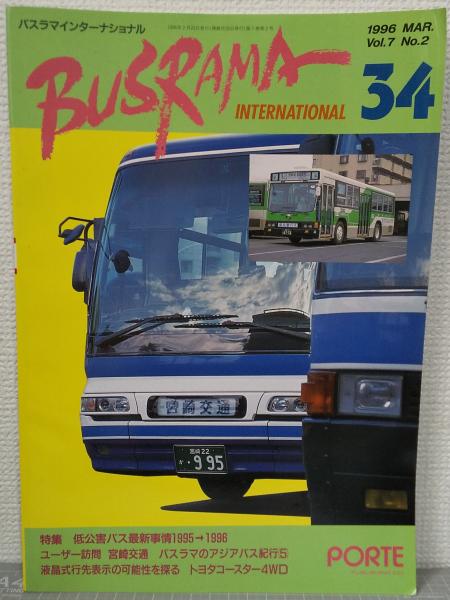 バスラマインターナショナル
1996 MAR.
Vol.7 No.2
BUSRAMA
INTERNATIONAL
34
宮崎交通
宮崎 22
か・995
特集 低公害バス最新事情1995→1996
ユーザー訪問 宮崎交通 バスラマのアジアバス紀行5
液晶式行先表示の可能性を探る トヨタコースター4WD
PORTE